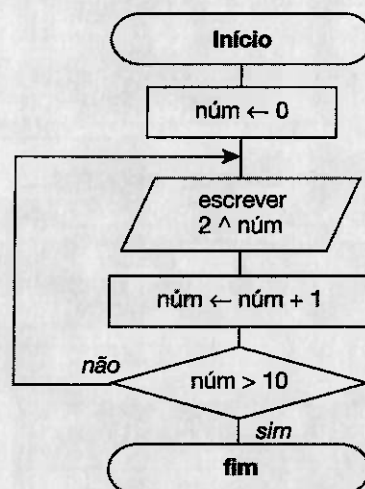 Início
núm ← 0
escrever
2 ^ núm
núm ← núm + 1
não
núm > 10
sim
fim